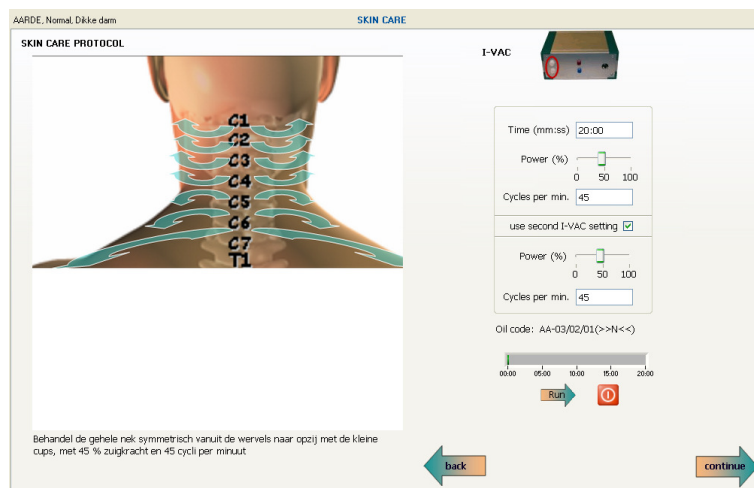 AARDE, Normal, Dikke darm
SKIN CARE
SKIN CARE PROTOCOL
C1
C2
C3
C4
C5
C6
C7
T1
Behandel de gehele nek symmetrisch vanuit de wervels naar opzij met de kleine
cups, met 45 % zuigkracht en 45 cycli per minuut
I-VAC
Time (mm:ss) 20:00
Power (%)
0 50 100
Cycles per min. 45
use second I-VAC setting
Power (%)
0 50 100
Cycles per min. 45
Oil code: AA-03/02/01(>>N<<)
00:00 05:00 10:00 15:00 20:00
Run
back
continue